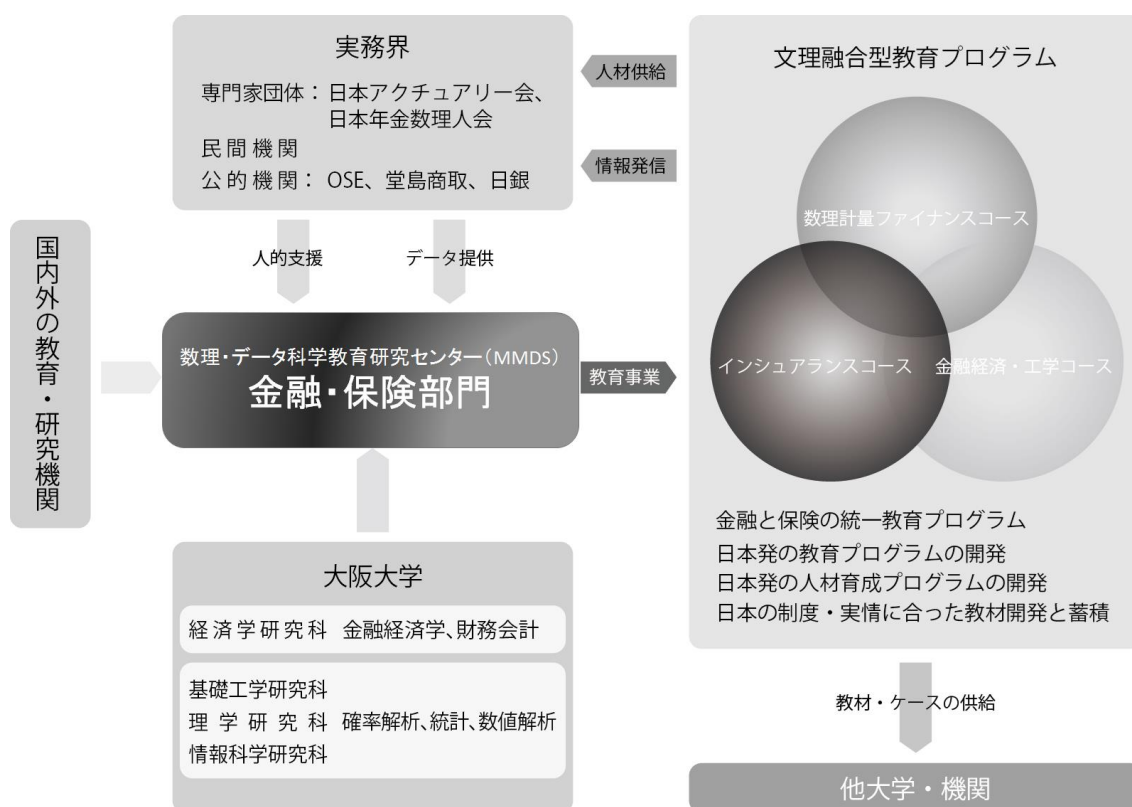 実務界
専門家団体：日本アクチュアリー会、
日本年金数理人会
民間機関
公的機関：OSE、堂島商取、日銀
人材供給
情報発信
人的支援
データ提供
国内外の教育・研究機関
数理・データ科学教育研究センター（MMDS）
金融・保険部門
教育事業
大阪大学
経済学研究科 金融経済学、財務会計
基礎工学研究科
理学研究科 確率解析、統計、数値解析
情報科学研究科
文理融合型教育プログラム
数理計量ファイナンスコース
インシュアランスコース
金融経済・工学コース
金融と保険の統一教育プログラム
日本発の教育プログラムの開発
日本発の人材育成プログラムの開発
日本の制度・実情に合った教材開発と蓄積
教材・ケースの供給
他大学・機関